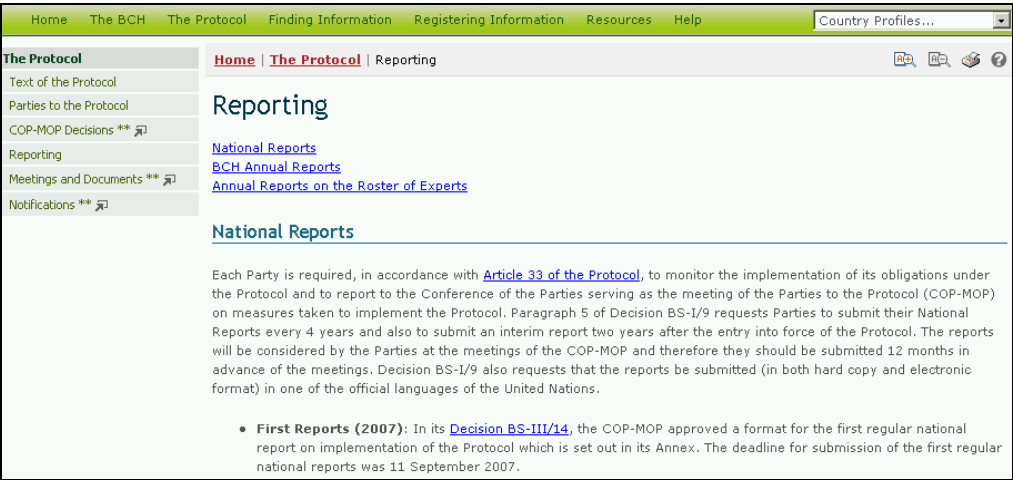 Home The BCH The Protocol Finding Information Registering Information Resources Help Country Profiles...
The Protocol
Text of the Protocol
Parties to the Protocol
COP-MOP Decisions **
Reporting
Meetings and Documents **
Notifications **
Home | The Protocol | Reporting
Reporting
National Reports
BCH Annual Reports
Annual Reports on the Roster of Experts
National Reports
Each Party is required, in accordance with Article 33 of the Protocol, to monitor the implementation of its obligations under
the Protocol and to report to the Conference of the Parties serving as the meeting of the Parties to the Protocol (COP-MOP)
on measures taken to implement the Protocol. Paragraph 5 of Decision BS-I/9 requests Parties to submit their National
Reports every 4 years and also to submit an interim report two years after the entry into force of the Protocol. The reports
will be considered by the Parties at the meetings of the COP-MOP and therefore they should be submitted 12 months in
advance of the meetings. Decision BS-I/9 also requests that the reports be submitted (in both hard copy and electronic
format) in one of the official languages of the United Nations.
• First Reports (2007): In its Decision BS-III/14, the COP-MOP approved a format for the first regular national
report on implementation of the Protocol which is set out in its Annex. The deadline for submission of the first regular
national reports was 11 September 2007.